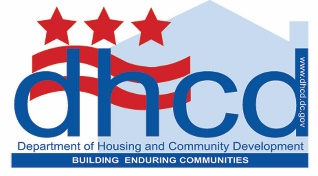 dhcd
www.dhcd.dc.gov
Department of Housing and Community Development
BUILDING ENDURING COMMUNITIES